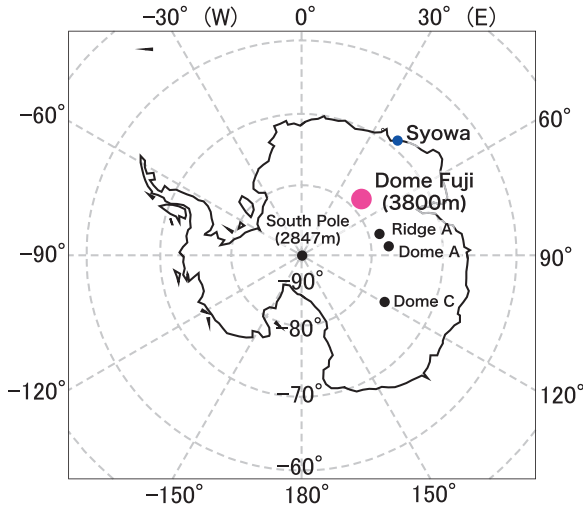 −30° (W) 0° 30° (E)
−60° 60°
Syowa
Dome Fuji
(3800m)
South Pole
(2847m)
Ridge A
Dome A
−90° 90°
−90°
Dome C
−80°
−70°
−120° 120°
−60°
−150° 180° 150°